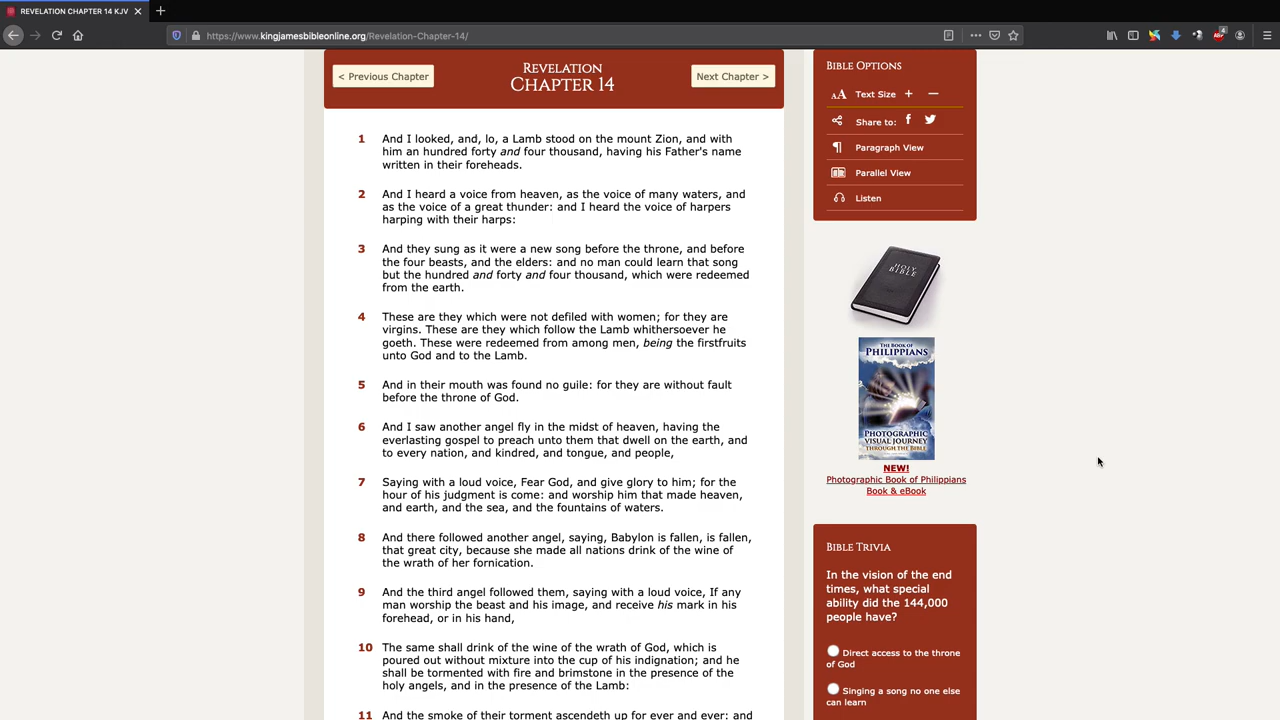 REVELATION CHAPTER 14 KJV
https://www.kingjamesbibleonline.org/Revelation-Chapter-14/
< Previous Chapter
Revelation
Chapter 14
Next Chapter >
1 And I looked, and, lo, a Lamb stood on the mount Zion, and with
him an hundred forty and four thousand, having his Father's name
written in their foreheads.
2 And I heard a voice from heaven, as the voice of many waters, and
as the voice of a great thunder: and I heard the voice of harpers
harping with their harps:
3 And they sung as it were a new song before the throne, and before
the four beasts, and the elders: and no man could learn that song
but the hundred and forty and four thousand, which were redeemed
from the earth.
4 These are they which were not defiled with women; for they are
virgins. These are they which follow the Lamb whithersoever he
goeth. These were redeemed from among men, being the firstfruits
unto God and to the Lamb.
5 And in their mouth was found no guile: for they are without fault
before the throne of God.
6 And I saw another angel fly in the midst of heaven, having the
everlasting gospel to preach unto them that dwell on the earth, and
to every nation, and kindred, and tongue, and people,
7 Saying with a loud voice, Fear God, and give glory to him; for the
hour of his judgment is come: and worship him that made heaven,
and earth, and the sea, and the fountains of waters.
8 And there followed another angel, saying, Babylon is fallen, is fallen,
that great city, because she made all nations drink of the wine of
the wrath of her fornication.
9 And the third angel followed them, saying with a loud voice, If any
man worship the beast and his image, and receive his mark in his
forehead, or in his hand,
10 The same shall drink of the wine of the wrath of God, which is
poured out without mixture into the cup of his indignation; and he
shall be tormented with fire and brimstone in the presence of the
holy angels, and in the presence of the Lamb:
11 And the smoke of their torment ascendeth up for ever and ever: and
Bible Options
AA Text Size + −
Share to:
Paragraph View
Parallel View
Listen
HOLY
BIBLE
THE BOOK OF
PHILIPPIANS
PHOTOGRAPHIC
VISUAL JOURNEY
THROUGH THE BIBLE
NEW!
Photographic Book of Philippians
Book & eBook
Bible Trivia
In the vision of the end
times, what special
ability did the 144,000
people have?
Direct access to the throne
of God
Singing a song no one else
can learn